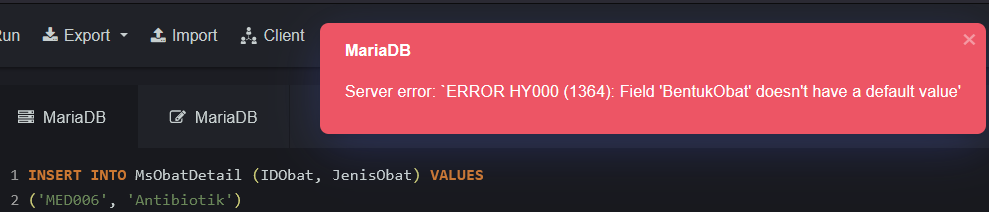 Run Export Import Client
MariaDB
×
Server error: `ERROR HY000 (1364): Field 'BentukObat' doesn't have a default value'
MariaDB MariaDB
1 INSERT INTO MsObatDetail (IDObat, JenisObat) VALUES
2 ('MED006', 'Antibiotik')